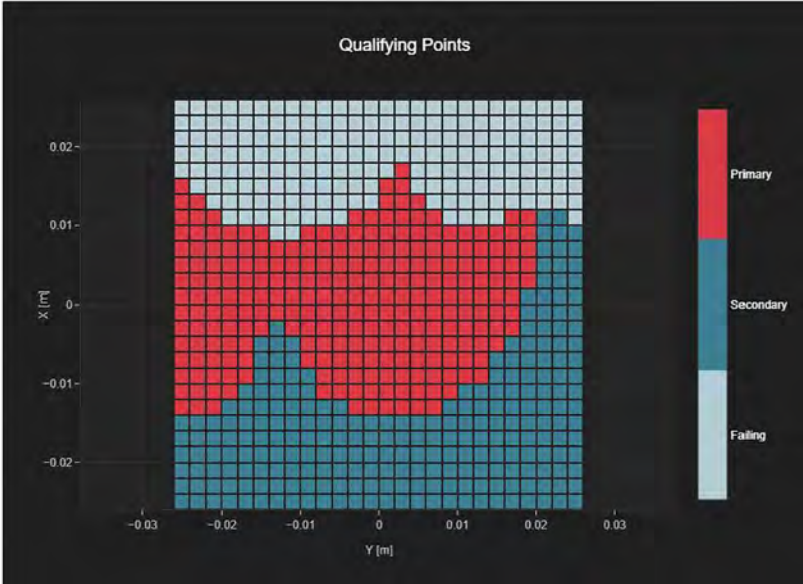 Qualifying Points
0.02
0.01
0
−0.01
−0.02
X [m]
−0.03
−0.02
−0.01
0
0.01
0.02
0.03
Y [m]
Primary
Secondary
Failing